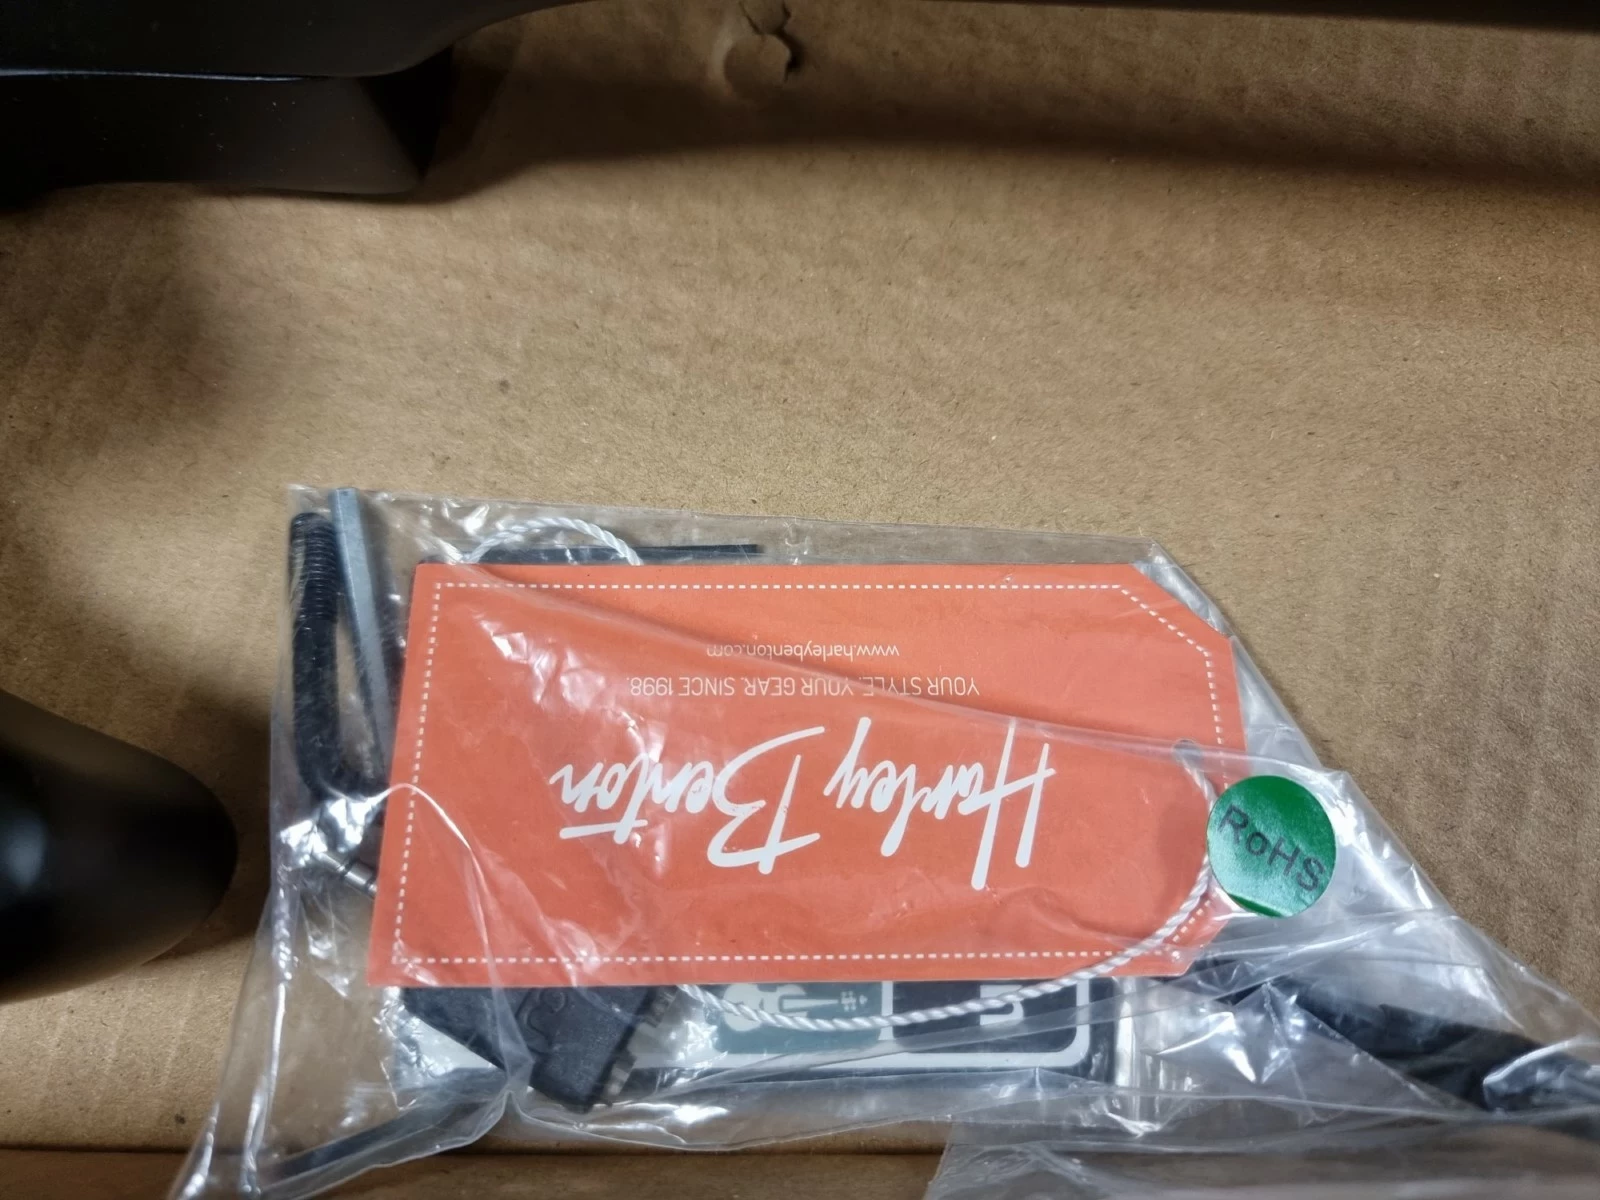 Harley Benton
YOUR STYLE. YOUR GEAR. SINCE 1998.
www.harleybenton.com
RoHS